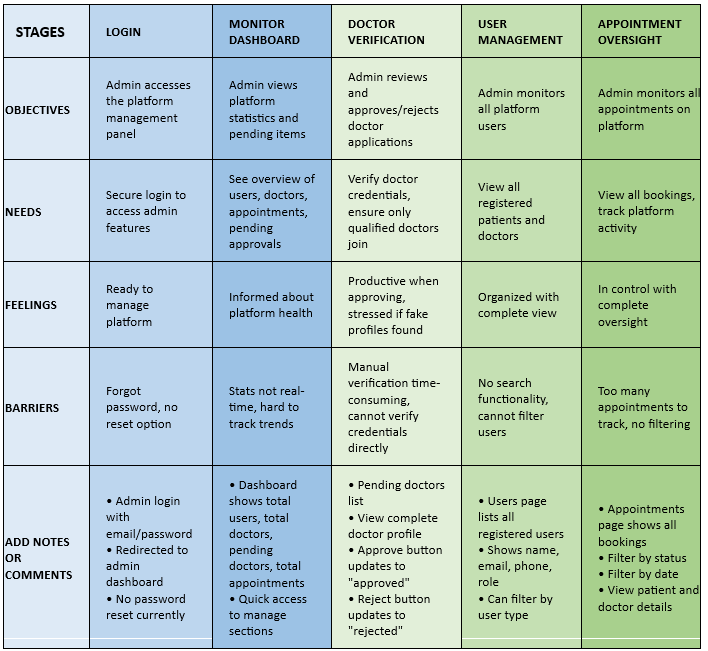 STAGES
LOGIN
MONITOR
DASHBOARD
DOCTOR
VERIFICATION
USER
MANAGEMENT
APPOINTMENT
OVERSIGHT
OBJECTIVES
Admin accesses
the platform
management
panel
Admin views
platform
statistics and
pending items
Admin reviews
and
approves/rejects
doctor
applications
Admin monitors
all platform
users
Admin monitors all
appointments on
platform
NEEDS
Secure login to
access admin
features
See overview of
users, doctors,
appointments,
pending
approvals
Verify doctor
credentials,
ensure only
qualified doctors
join
View all
registered
patients and
doctors
View all bookings,
track platform
activity
FEELINGS
Ready to
manage
platform
Informed about
platform health
Productive when
approving,
stressed if fake
profiles found
Organized with
complete view
In control with
complete
oversight
BARRIERS
Forgot
password, no
reset option
Stats not real-
time, hard to
track trends
Manual
verification time-
consuming,
cannot verify
credentials
directly
No search
functionality,
cannot filter
users
Too many
appointments to
track, no filtering
ADD NOTES
OR
COMMENTS
• Admin login
with
email/password
• Redirected to
admin
dashboard
• No password
reset currently
• Dashboard
shows total
users, total
doctors,
pending
doctors, total
appointments
• Quick access
to manage
sections
• Pending doctors
list
• View complete
doctor profile
• Approve button
updates to
"approved"
• Reject button
updates to
"rejected"
• Users page
lists all
registered users
• Shows name,
email, phone,
role
• Can filter by
user type
• Appointments
page shows all
bookings
• Filter by status
• Filter by date
• View patient and
doctor details